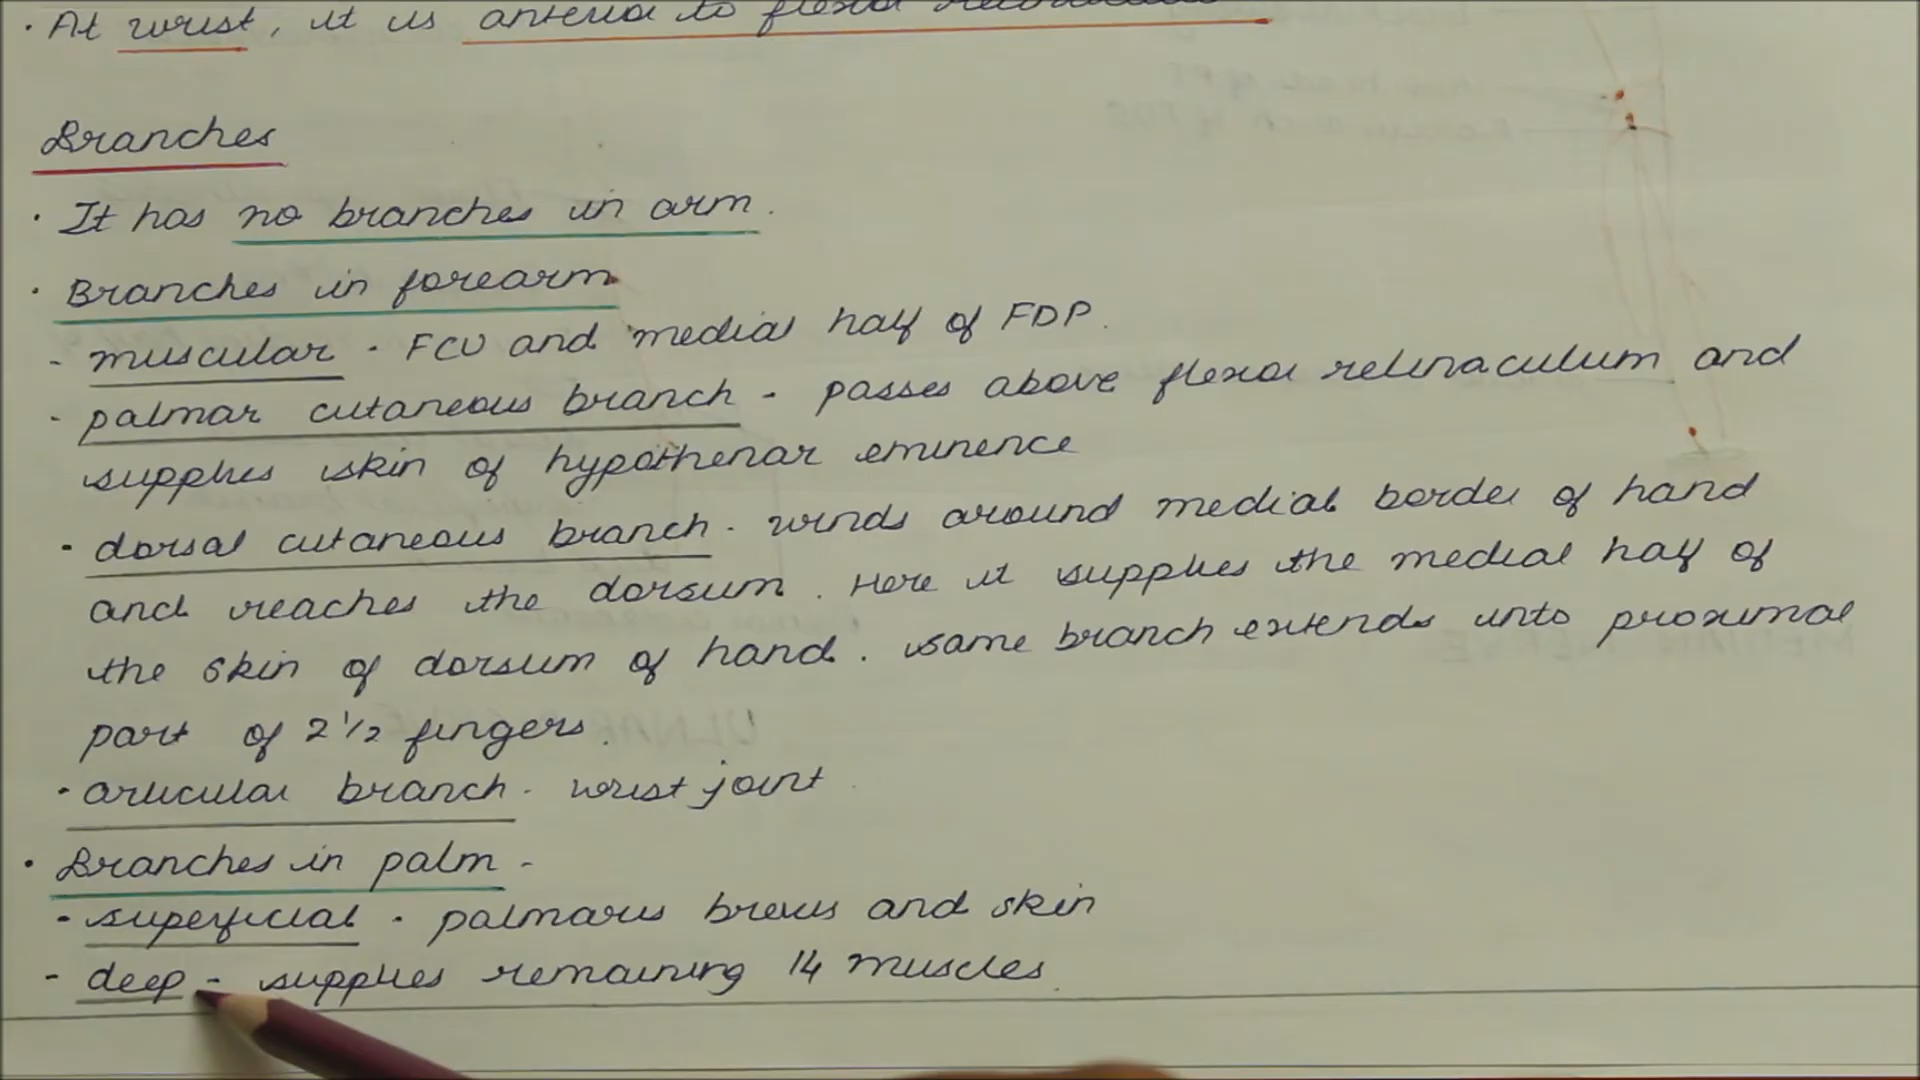 · At wrist, it is anterior to flexor retinaculum
Branches
· It has no branches in arm.
· Branches in forearm
- muscular - FCU and medial half of FDP.
- palmar cutaneous branch - passes above flexor retinaculum and
supplies skin of hypothenar eminence
- dorsal cutaneous branch - winds around medial border of hand
and reaches the dorsum. Here it supplies the medial half of
the skin of dorsum of hand. same branch extends into proximal
part of 2 1/2 fingers.
- articular branch - wrist joint
· Branches in palm -
- superficial - palmaris brevis and skin
- deep - supplies remaining 14 muscles.